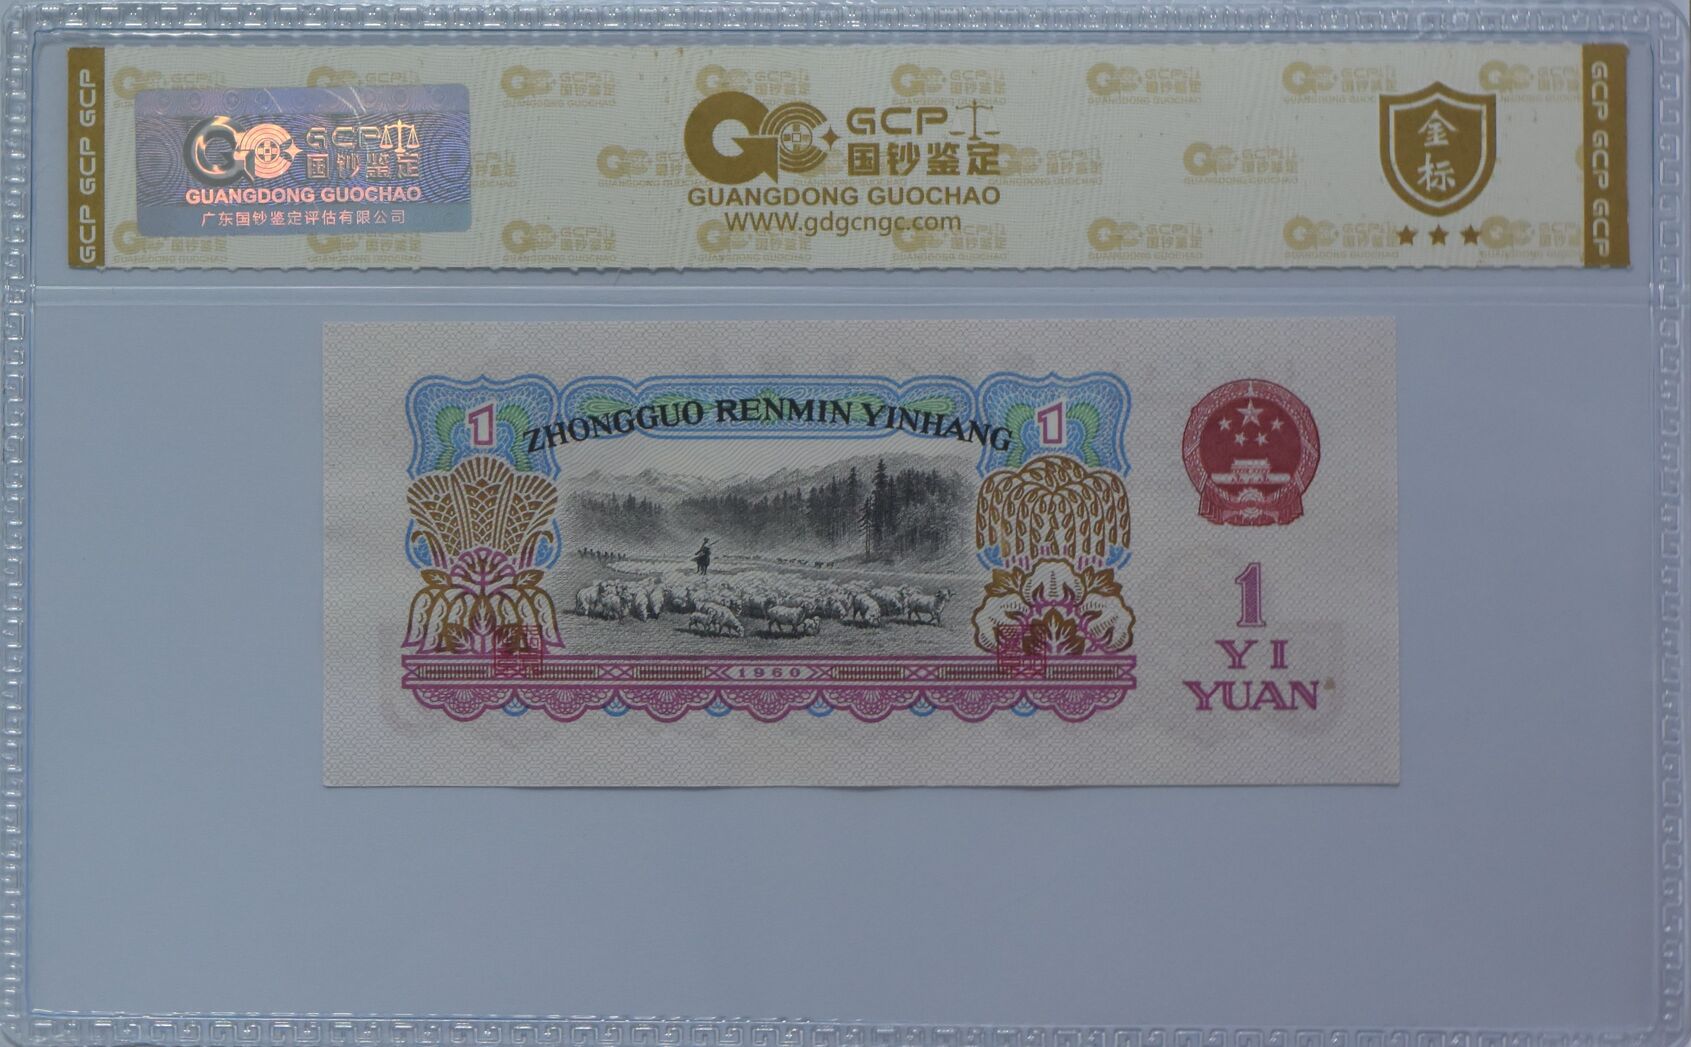 GCP GCP GCP
GCP
国钞鉴定
GUANGDONG GUOCHAO
广东国钞鉴定评估有限公司
GCP
国钞鉴定
GUANGDONG GUOCHAO
WWW.gdgcngc.com
金标
GCP GCP GCP
1
ZHONGGUO RENMIN YINHANG
1
1960
1
YI
YUAN